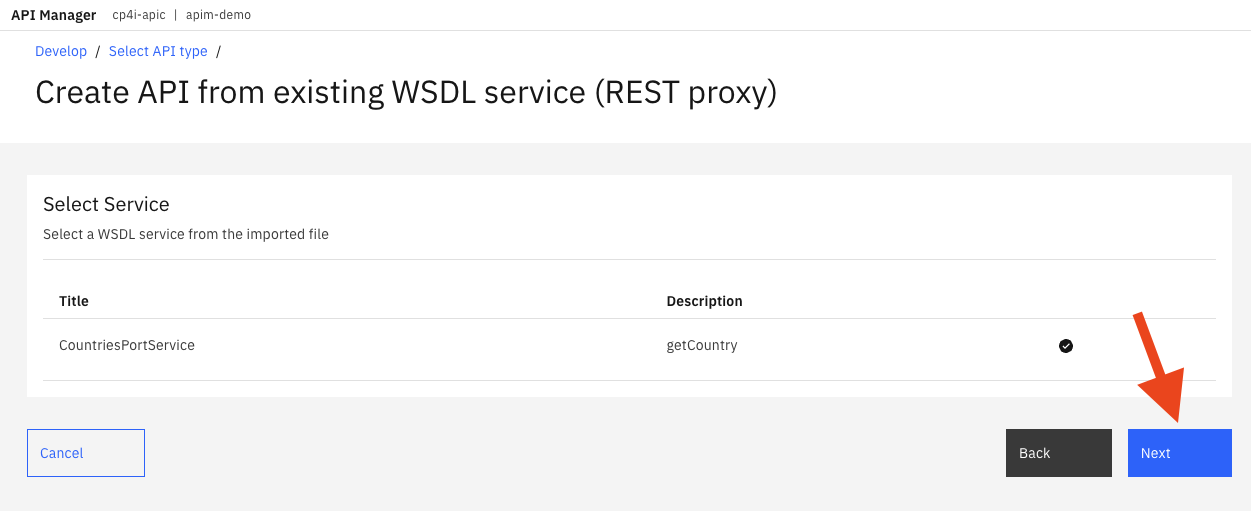 API Manager cp4i-apic | apim-demo
Develop / Select API type /
Create API from existing WSDL service (REST proxy)
Select Service
Select a WSDL service from the imported file
Title Description
CountriesPortService getCountry
Cancel Back Next